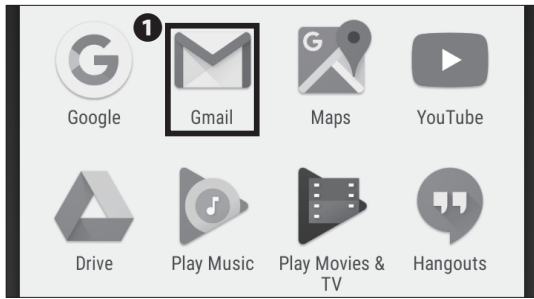 1
G
G
Google
Gmail
Maps
YouTube
Drive
Play Music
Play Movies &
TV
Hangouts